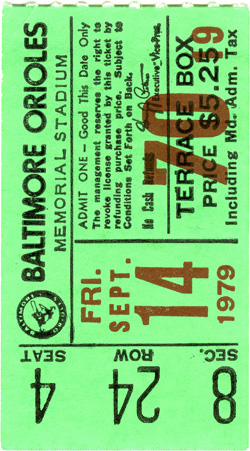 BALTIMORE ORIOLES
MEMORIAL STADIUM
ADMIT ONE — Good This Date Only
The management reserves the right to
revoke license granted by this ticket by
refunding purchase price. Subject to
Conditions Set Forth on Back.
Executive Vice-Pres.
No Cash Refunds
TERRACE BOX
PRICE $5.25
Including Md. Adm. Tax
FRI.
SEPT.
14
1979
SEC.
8
ROW
24
SEAT
4